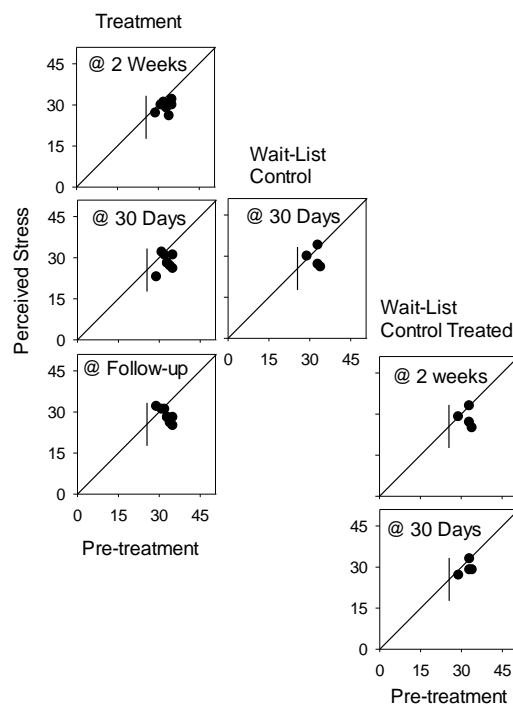 Treatment
@ 2 Weeks
45
30
15
0
Wait-List
Control
@ 30 Days
45
30
15
0
@ 30 Days
0 15 30 45
Perceived Stress
Wait-List
Control Treated
@ Follow-up
45
30
15
0
0 15 30 45
Pre-treatment
@ 2 weeks
@ 30 Days
45
30
15
0
0 15 30 45
Pre-treatment